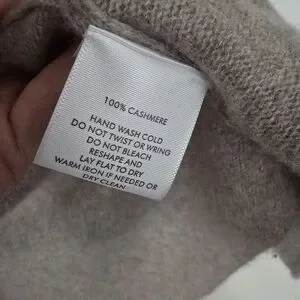 100% CASHMERE
HAND WASH COLD
DO NOT TWIST OR WRING
DO NOT BLEACH
RESHAPE AND
LAY FLAT TO DRY
WARM IRON IF NEEDED OR
DRY CLEAN